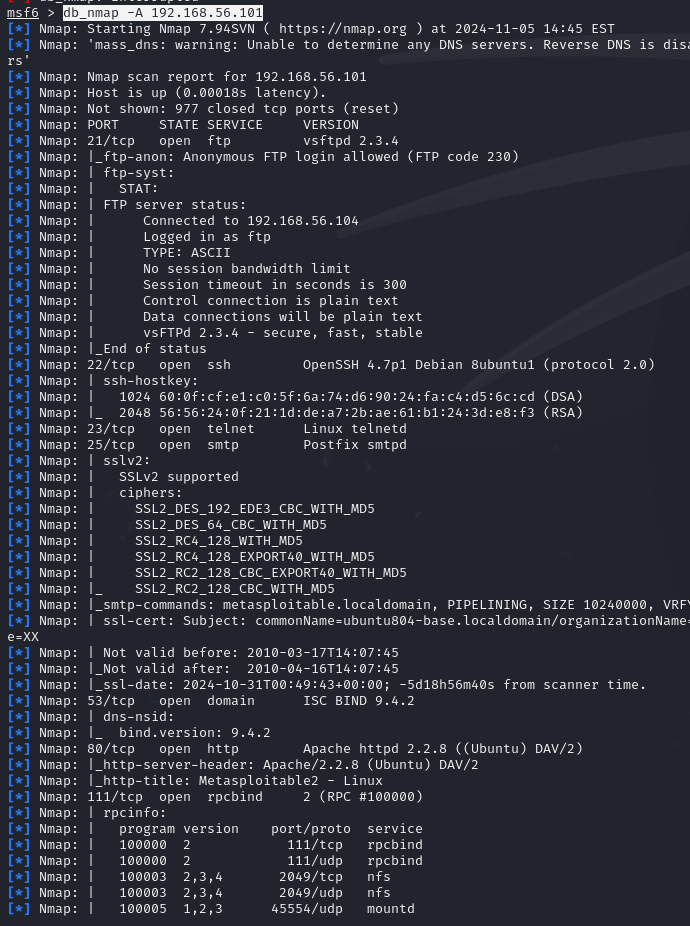 msf6 > db_nmap -A 192.168.56.101
[*] Nmap: Starting Nmap 7.94SVN ( https://nmap.org ) at 2024-11-05 14:45 EST
[*] Nmap: 'mass_dns: warning: Unable to determine any DNS servers. Reverse DNS is disa
rs'
[*] Nmap: Nmap scan report for 192.168.56.101
[*] Nmap: Host is up (0.00018s latency).
[*] Nmap: Not shown: 977 closed tcp ports (reset)
[*] Nmap: PORT     STATE SERVICE     VERSION
[*] Nmap: 21/tcp   open  ftp         vsftpd 2.3.4
[*] Nmap: |_ftp-anon: Anonymous FTP login allowed (FTP code 230)
[*] Nmap: | ftp-syst:
[*] Nmap: |   STAT:
[*] Nmap: | FTP server status:
[*] Nmap: |      Connected to 192.168.56.104
[*] Nmap: |      Logged in as ftp
[*] Nmap: |      TYPE: ASCII
[*] Nmap: |      No session bandwidth limit
[*] Nmap: |      Session timeout in seconds is 300
[*] Nmap: |      Control connection is plain text
[*] Nmap: |      Data connections will be plain text
[*] Nmap: |      vsFTPd 2.3.4 - secure, fast, stable
[*] Nmap: |_End of status
[*] Nmap: 22/tcp   open  ssh         OpenSSH 4.7p1 Debian 8ubuntu1 (protocol 2.0)
[*] Nmap: | ssh-hostkey:
[*] Nmap: |   1024 60:0f:cf:e1:c0:5f:6a:74:d6:90:24:fa:c4:d5:6c:cd (DSA)
[*] Nmap: |_  2048 56:56:24:0f:21:1d:de:a7:2b:ae:61:b1:24:3d:e8:f3 (RSA)
[*] Nmap: 23/tcp   open  telnet      Linux telnetd
[*] Nmap: 25/tcp   open  smtp        Postfix smtpd
[*] Nmap: | sslv2:
[*] Nmap: |   SSLv2 supported
[*] Nmap: |   ciphers:
[*] Nmap: |     SSL2_DES_192_EDE3_CBC_WITH_MD5
[*] Nmap: |     SSL2_DES_64_CBC_WITH_MD5
[*] Nmap: |     SSL2_RC4_128_WITH_MD5
[*] Nmap: |     SSL2_RC4_128_EXPORT40_WITH_MD5
[*] Nmap: |     SSL2_RC2_128_CBC_EXPORT40_WITH_MD5
[*] Nmap: |_    SSL2_RC2_128_CBC_WITH_MD5
[*] Nmap: |_smtp-commands: metasploitable.localdomain, PIPELINING, SIZE 10240000, VRFY
[*] Nmap: | ssl-cert: Subject: commonName=ubuntu804-base.localdomain/organizationName=
e=XX
[*] Nmap: | Not valid before: 2010-03-17T14:07:45
[*] Nmap: |_Not valid after:  2010-04-16T14:07:45
[*] Nmap: |_ssl-date: 2024-10-31T00:49:43+00:00; -5d18h56m40s from scanner time.
[*] Nmap: 53/tcp   open  domain      ISC BIND 9.4.2
[*] Nmap: | dns-nsid:
[*] Nmap: |_  bind.version: 9.4.2
[*] Nmap: 80/tcp   open  http        Apache httpd 2.2.8 ((Ubuntu) DAV/2)
[*] Nmap: |_http-server-header: Apache/2.2.8 (Ubuntu) DAV/2
[*] Nmap: |_http-title: Metasploitable2 - Linux
[*] Nmap: 111/tcp  open  rpcbind     2 (RPC #100000)
[*] Nmap: | rpcinfo:
[*] Nmap: |   program version    port/proto  service
[*] Nmap: |   100000  2            111/tcp   rpcbind
[*] Nmap: |   100000  2            111/udp   rpcbind
[*] Nmap: |   100003  2,3,4       2049/tcp   nfs
[*] Nmap: |   100003  2,3,4       2049/udp   nfs
[*] Nmap: |   100005  1,2,3      45554/udp   mountd